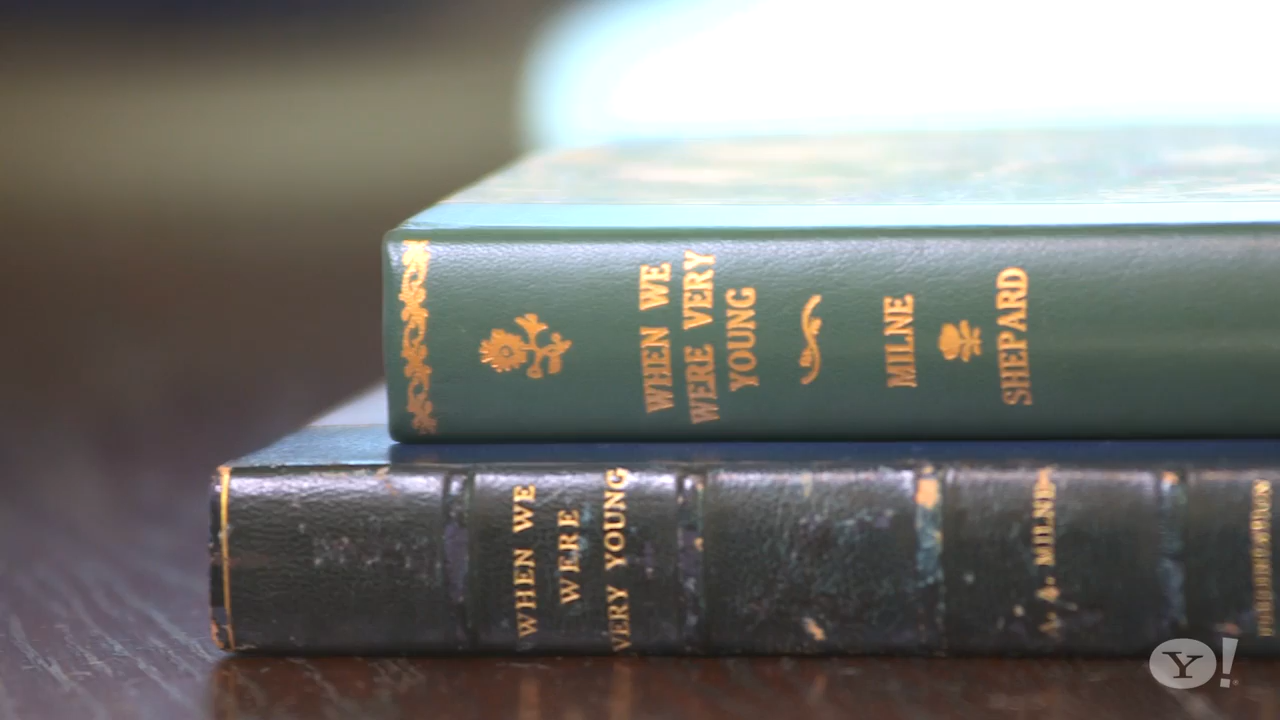 WHEN WE
WERE VERY
YOUNG
MILNE
SHEPARD
WHEN WE
WERE
VERY YOUNG
A. A. MILNE
Y!